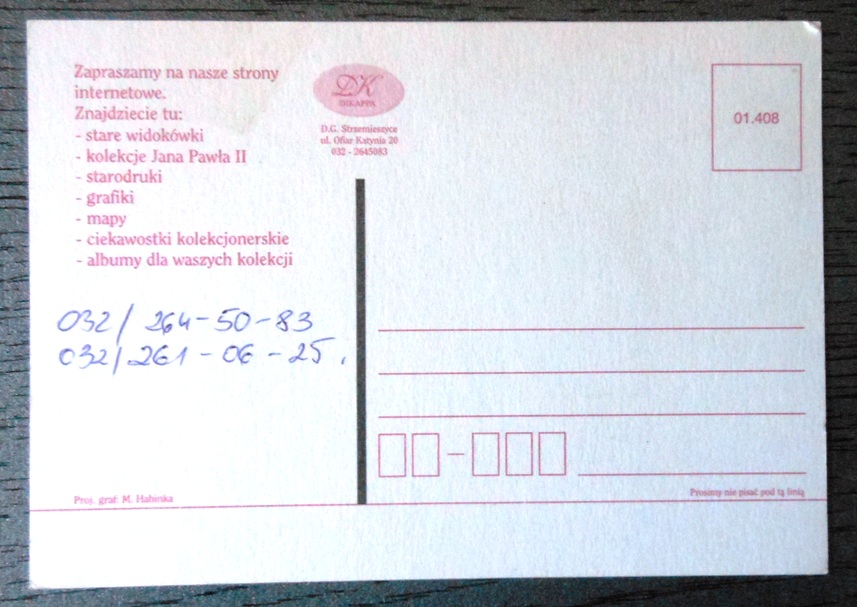 Zapraszamy na nasze strony
internetowe.
Znajdziecie tu:
- stare widokówki
- kolekcje Jana Pawła II
- starodruki
- grafiki
- mapy
- ciekawostki kolekcjonerskie
- albumy dla waszych kolekcji
DK
DIKAPPA
D.G. Strzemieszyce
ul. Ofiar Katynia 20
032 - 2645083
01.408
032/ 264-50-83
032/261-06-25.
Proj. graf. M.
Prosimy nie pisać pod tą linią